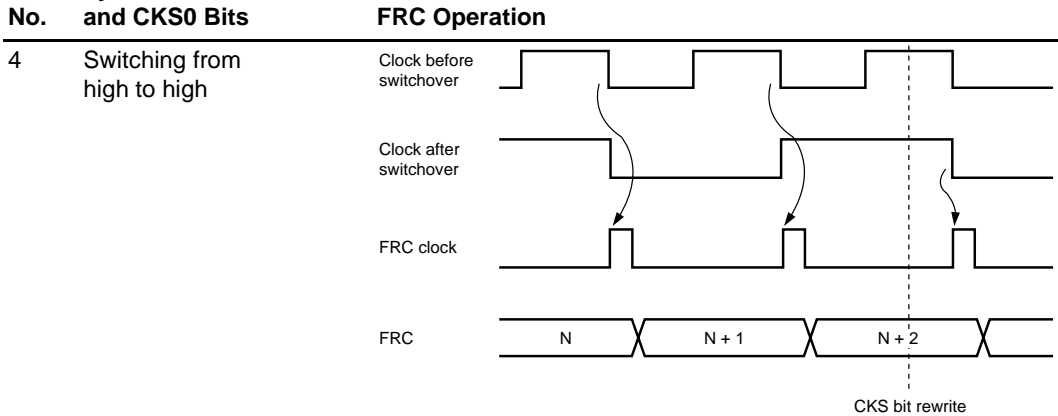 No. and CKS0 Bits FRC Operation
4 Switching from
high to high
Clock before
switchover
Clock after
switchover
FRC clock
FRC N N + 1 N + 2
CKS bit rewrite